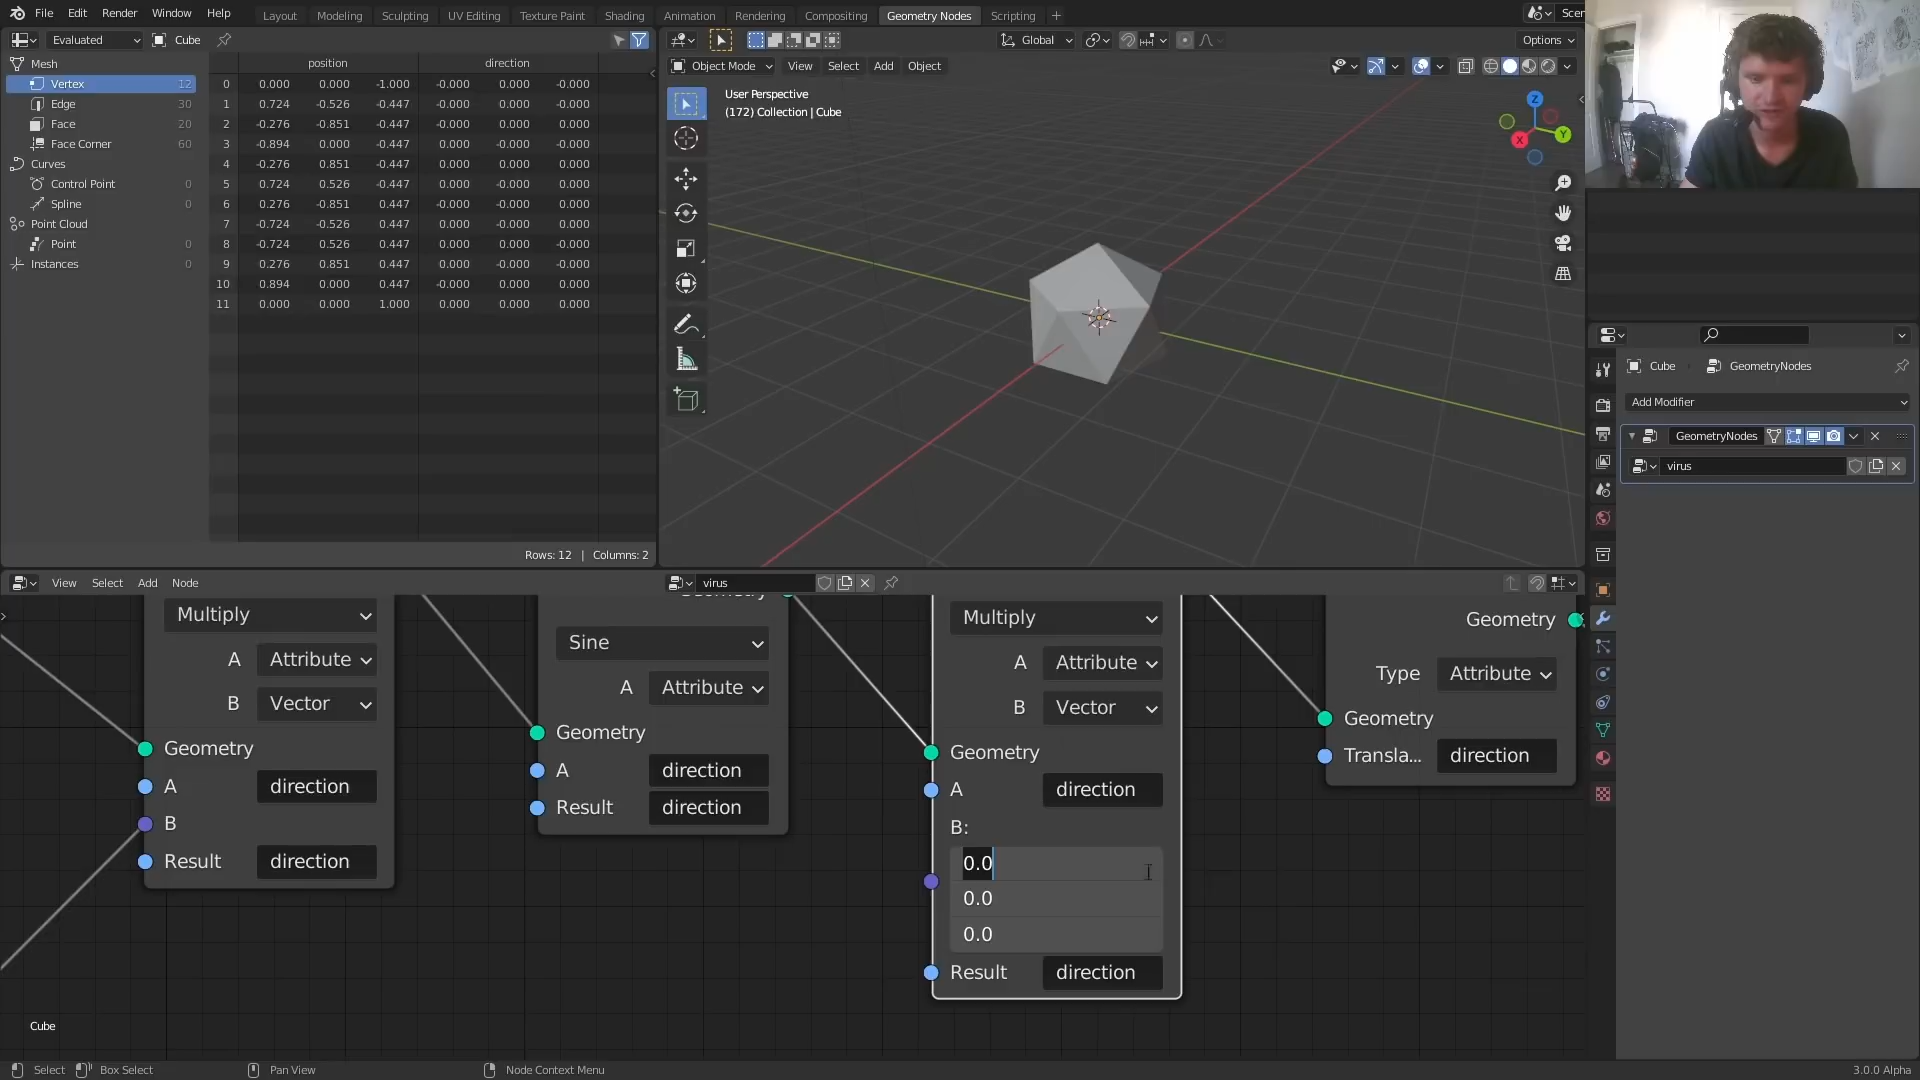 File Edit Render Window Help Layout Modeling Sculpting UV Editing Texture Paint Shading Animation Rendering Compositing Geometry Nodes Scripting + Scen
Evaluated Cube Global Options
Mesh position direction Object Mode View Select Add Object
Vertex 12 0 0.000 0.000 -1.000 -0.000 0.000 -0.000 User Perspective
Edge 30 1 0.724 -0.526 -0.447 -0.000 0.000 0.000 (172) Collection | Cube
Face 20 2 -0.276 -0.851 -0.447 -0.000 0.000 0.000
Face Corner 60 3 -0.894 0.000 -0.447 -0.000 -0.000 -0.000
Curves 4 -0.276 0.851 -0.447 -0.000 0.000 0.000
Control Point 0 5 0.724 0.526 -0.447 0.000 0.000 0.000
Spline 0 6 0.276 -0.851 0.447 -0.000 -0.000 0.000
Point Cloud 7 -0.724 -0.526 0.447 0.000 -0.000 0.000
Point 0 8 -0.724 0.526 0.447 0.000 0.000 -0.000
Instances 0 9 0.276 0.851 0.447 0.000 -0.000 -0.000
10 0.894 0.000 0.447 -0.000 0.000 0.000
11 0.000 0.000 1.000 0.000 0.000 0.000
Z
Y
X
Cube GeometryNodes
Add Modifier
GeometryNodes
virus
Rows: 12 | Columns: 2
View Select Add Node virus
Multiply
A Attribute
B Vector
Geometry
A direction
B
Result direction
Geometry
Sine
A Attribute
Geometry
A direction
Result direction
Multiply
A Attribute
B Vector
Geometry
A direction
B:
0.0
0.0
0.0
Result direction
Geometry
Type Attribute
Geometry
Transla... direction
Cube
Select Box Select Pan View Node Context Menu 3.0.0 Alpha